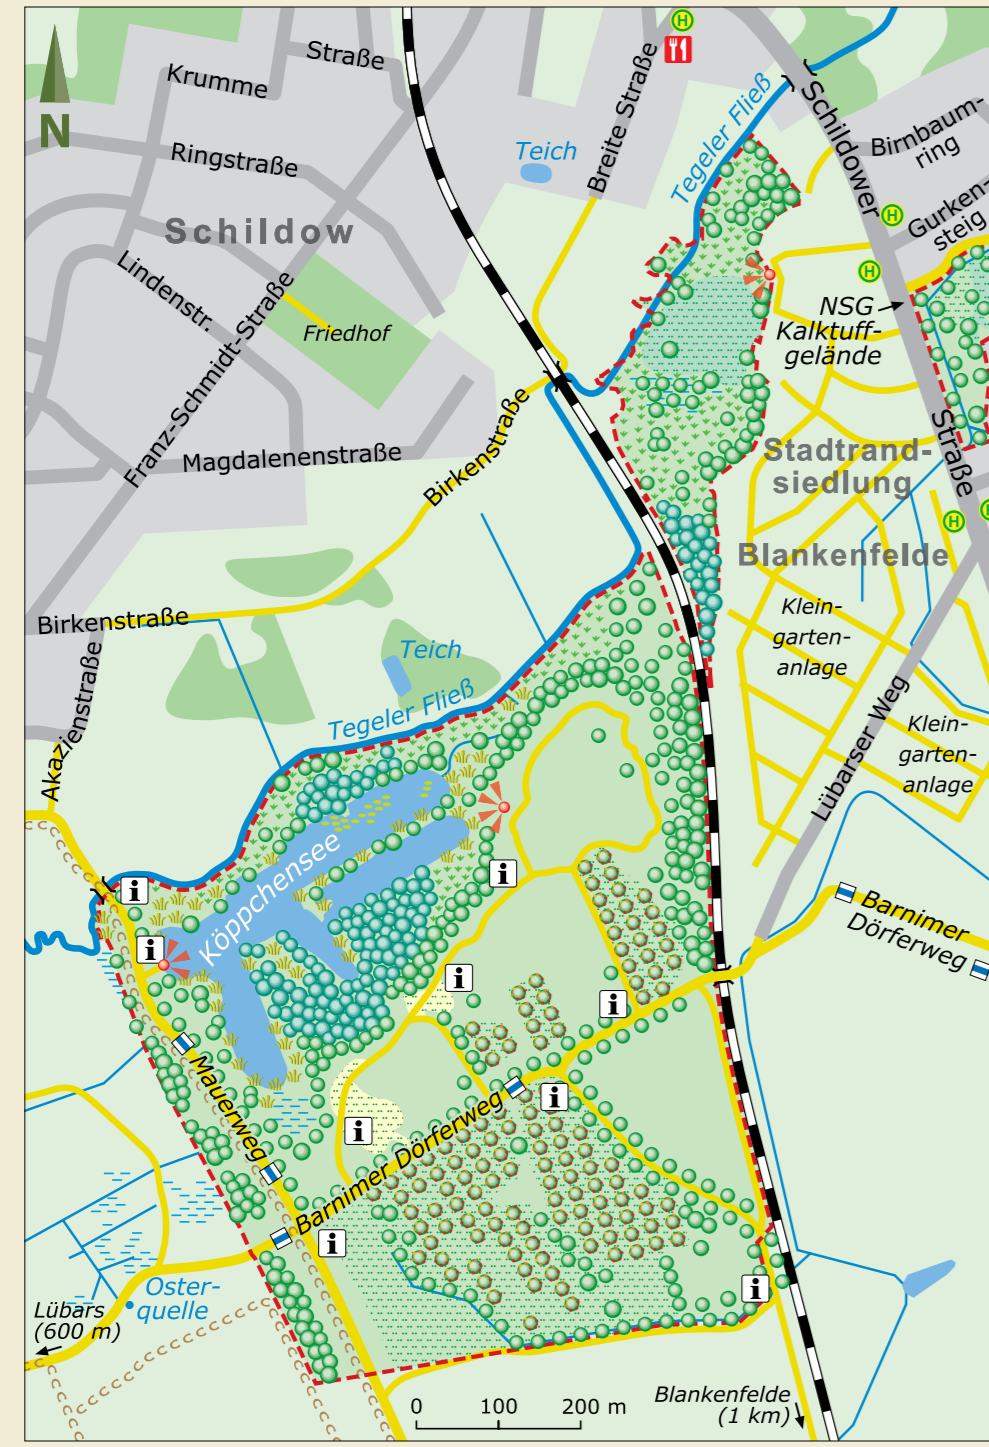 N
Straße
Krumme
Ringstraße
Schildow
Lindenstr.
Franz-Schmidt-Straße
Friedhof
Magdalenenstraße
Birkenstraße
Birkenstraße
Akazienstraße
Teich
Breite Straße
H
Tegeler Fließ
Schildower
Straße
Birnbaum-
ring
Gurken-
steig
H
H
NSG
Kalktuff-
gelände
Stadtrand-
siedlung
Blankenfelde
H
H
Klein-
garten-
anlage
Klein-
garten-
anlage
Lübarser Weg
Teich
Tegeler Fließ
Köppchensee
i
i
i
i
i
i
i
i
i
Barnimer
Dörferweg
Mauerweg
Barnimer Dörferweg
Oster-
quelle
Lübars
(600 m)
0 100 200 m
Blankenfelde
(1 km)